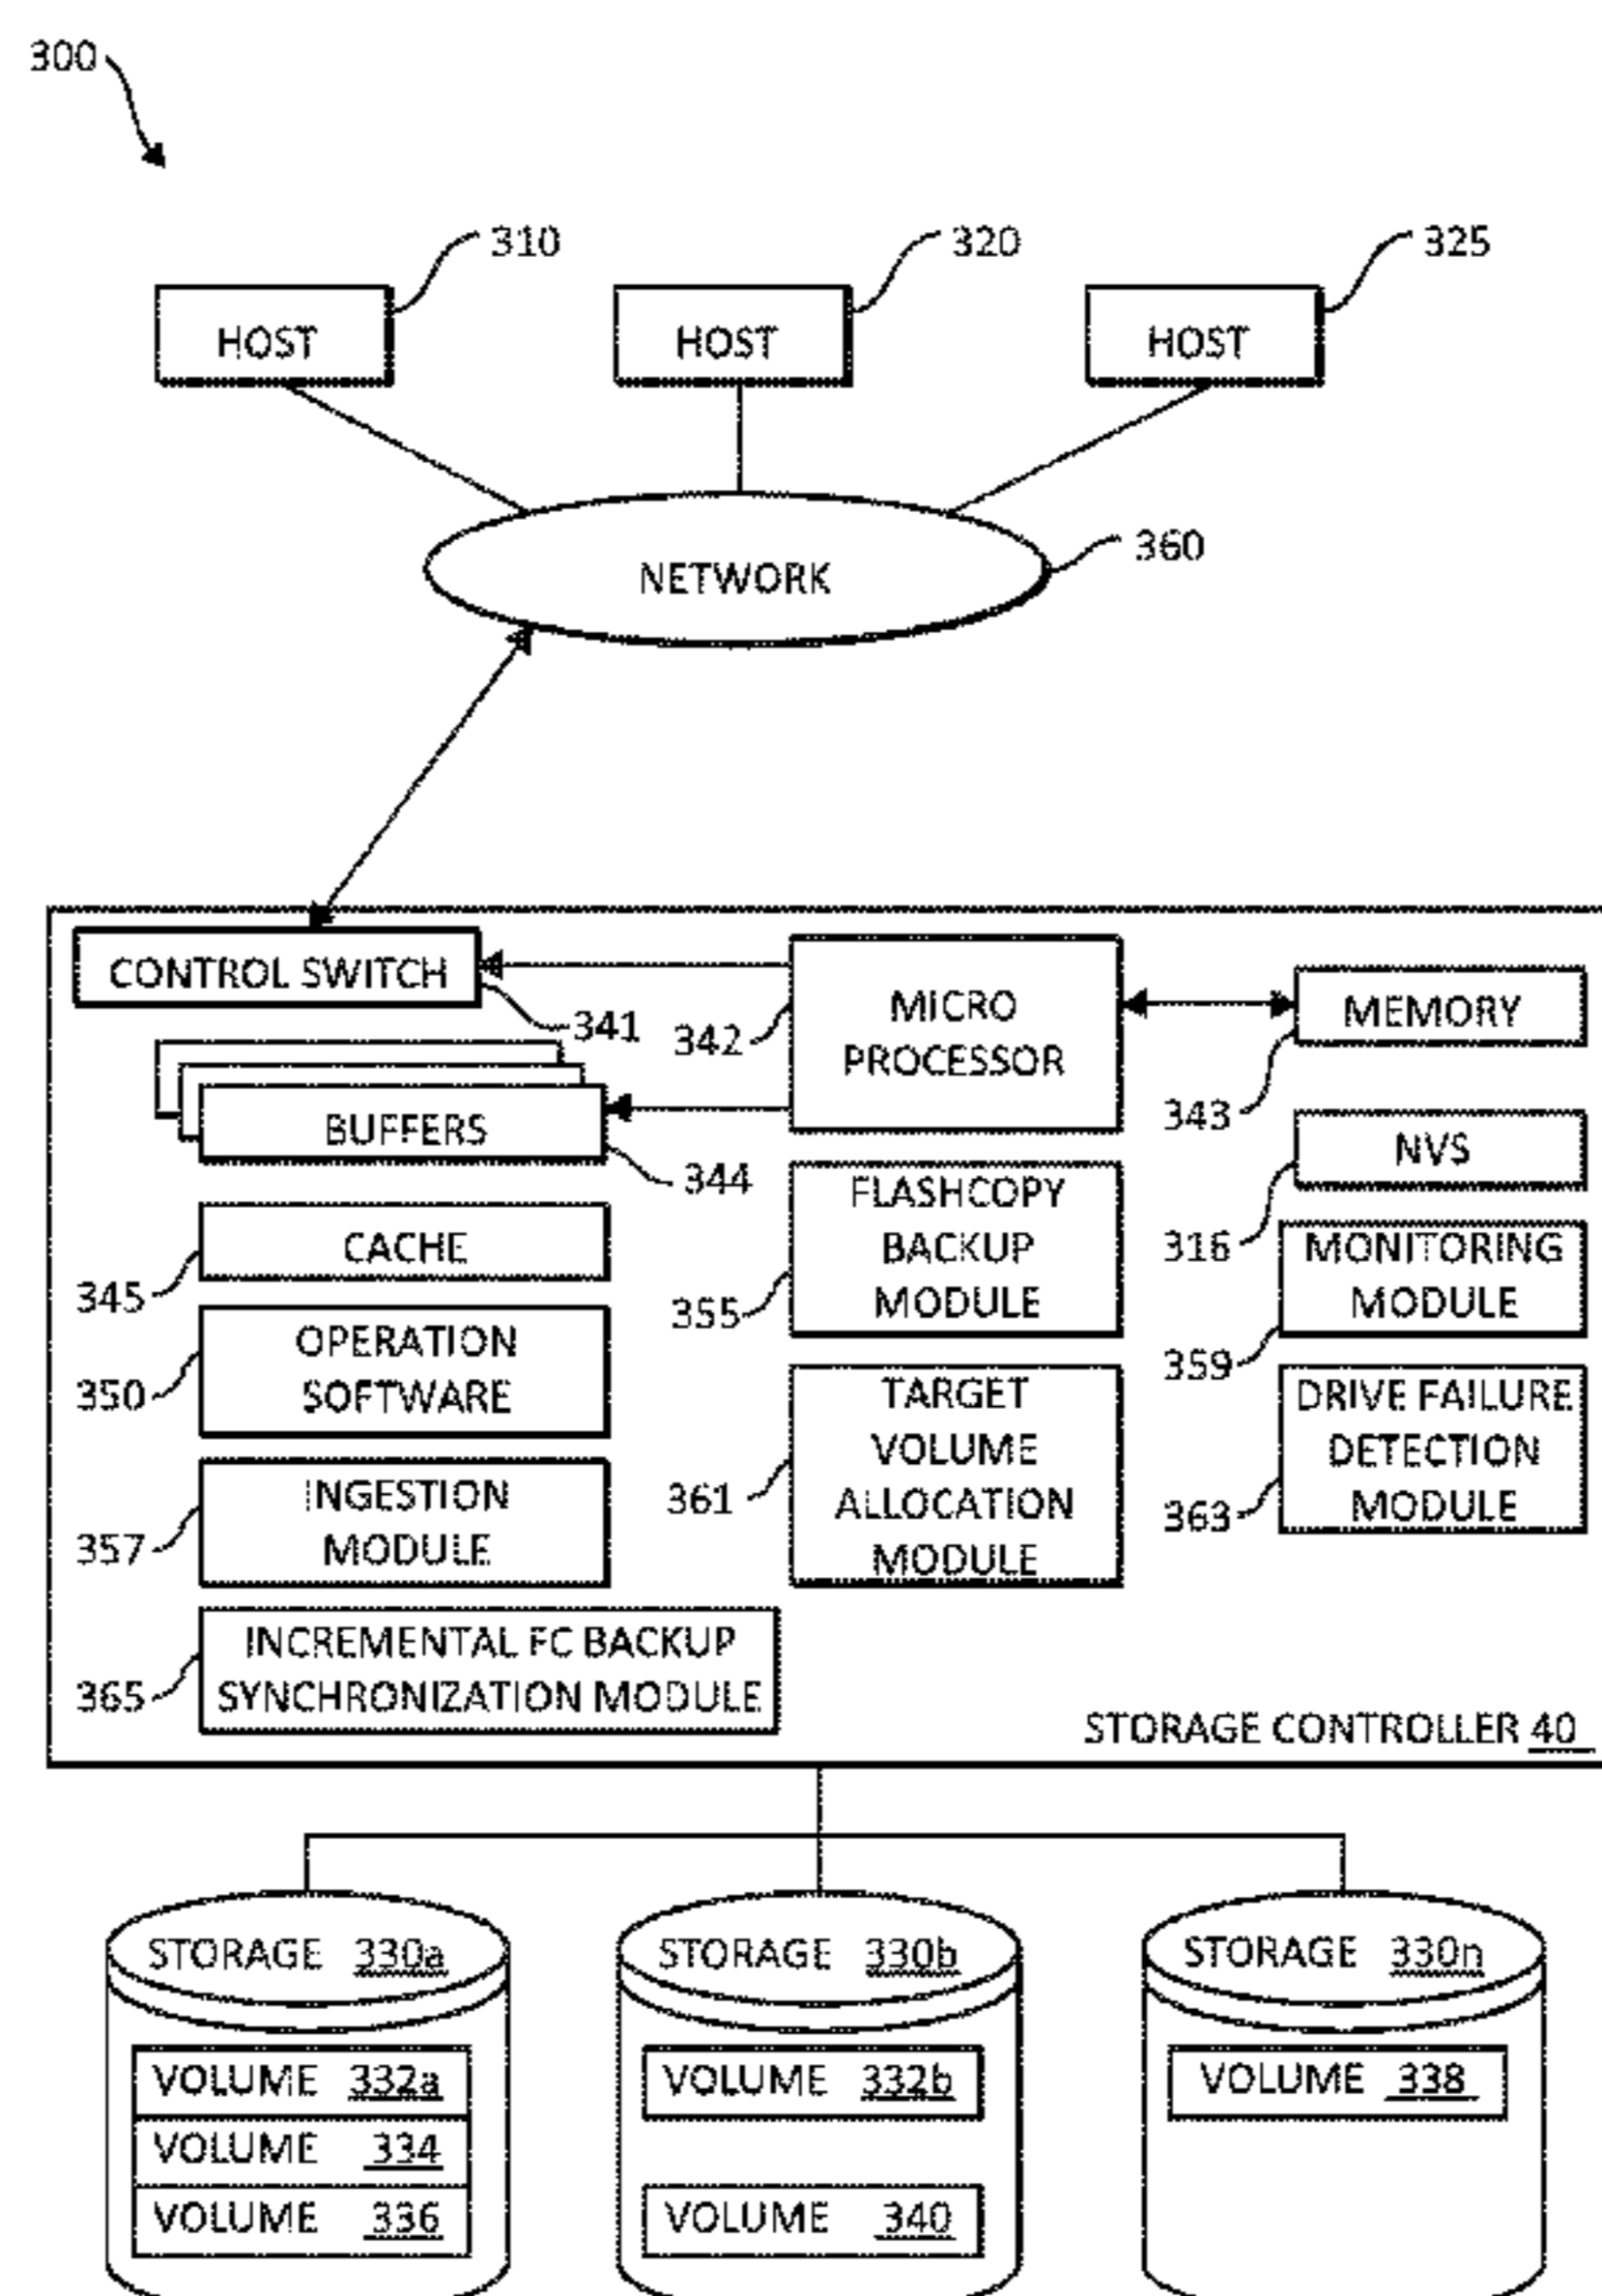 300
310
320
325
HOST
HOST
HOST
360
NETWORK
CONTROL SWITCH
341
342
MICRO
PROCESSOR
MEMORY
343
BUFFERS
344
NVS
316
CACHE
345
FLASHCOPY
BACKUP
MODULE
355
MONITORING
MODULE
359
OPERATION
SOFTWARE
350
TARGET
VOLUME
ALLOCATION
MODULE
361
DRIVE FAILURE
DETECTION
MODULE
363
INGESTION
MODULE
357
INCREMENTAL FC BACKUP
SYNCHRONIZATION MODULE
365
STORAGE CONTROLLER 40
STORAGE 330a
VOLUME 332a
VOLUME 334
VOLUME 336
STORAGE 330b
VOLUME 332b
VOLUME 340
STORAGE 330n
VOLUME 338